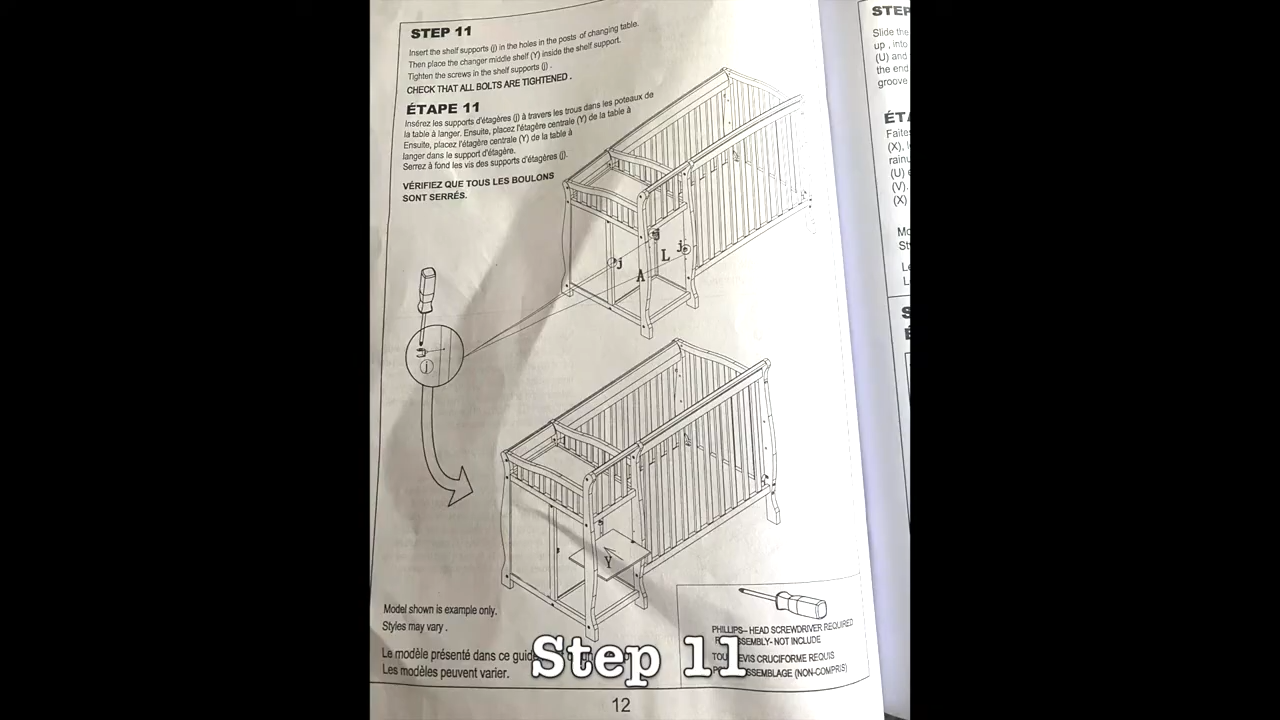 STEP 11
Insert the shelf supports (j) in the holes in the posts of changing table.
Then place the changer middle shelf (Y) inside the shelf support.
Tighten the screws in the shelf supports (j) .
CHECK THAT ALL BOLTS ARE TIGHTENED .
ÉTAPE 11
Insérez les supports d'étagères (j) à travers les trous dans les poteaux de
la table à langer. Ensuite, placez l'étagère centrale (Y) de la table à
Ensuite, placez l'étagère centrale (Y) de la table à
langer dans le support d'étagère.
Serrez à fond les vis des supports d'étagères (j).
VÉRIFIEZ QUE TOUS LES BOULONS
SONT SERRÉS.
j
j
j
L
A
j
Y
Model shown is example only.
Styles may vary .
Le modèle présenté dans ce guide
Les modèles peuvent varier.
PHILLIPS– HEAD SCREWDRIVER REQUIRED
ASSEMBLY- NOT INCLUDE
CRUCIFORME REQUIS
(NON-COMPRIS)
Step 11
12
STEP
Slide the
up , into
(U) and
the end
groove
(X),
(U)
(V).
(X)